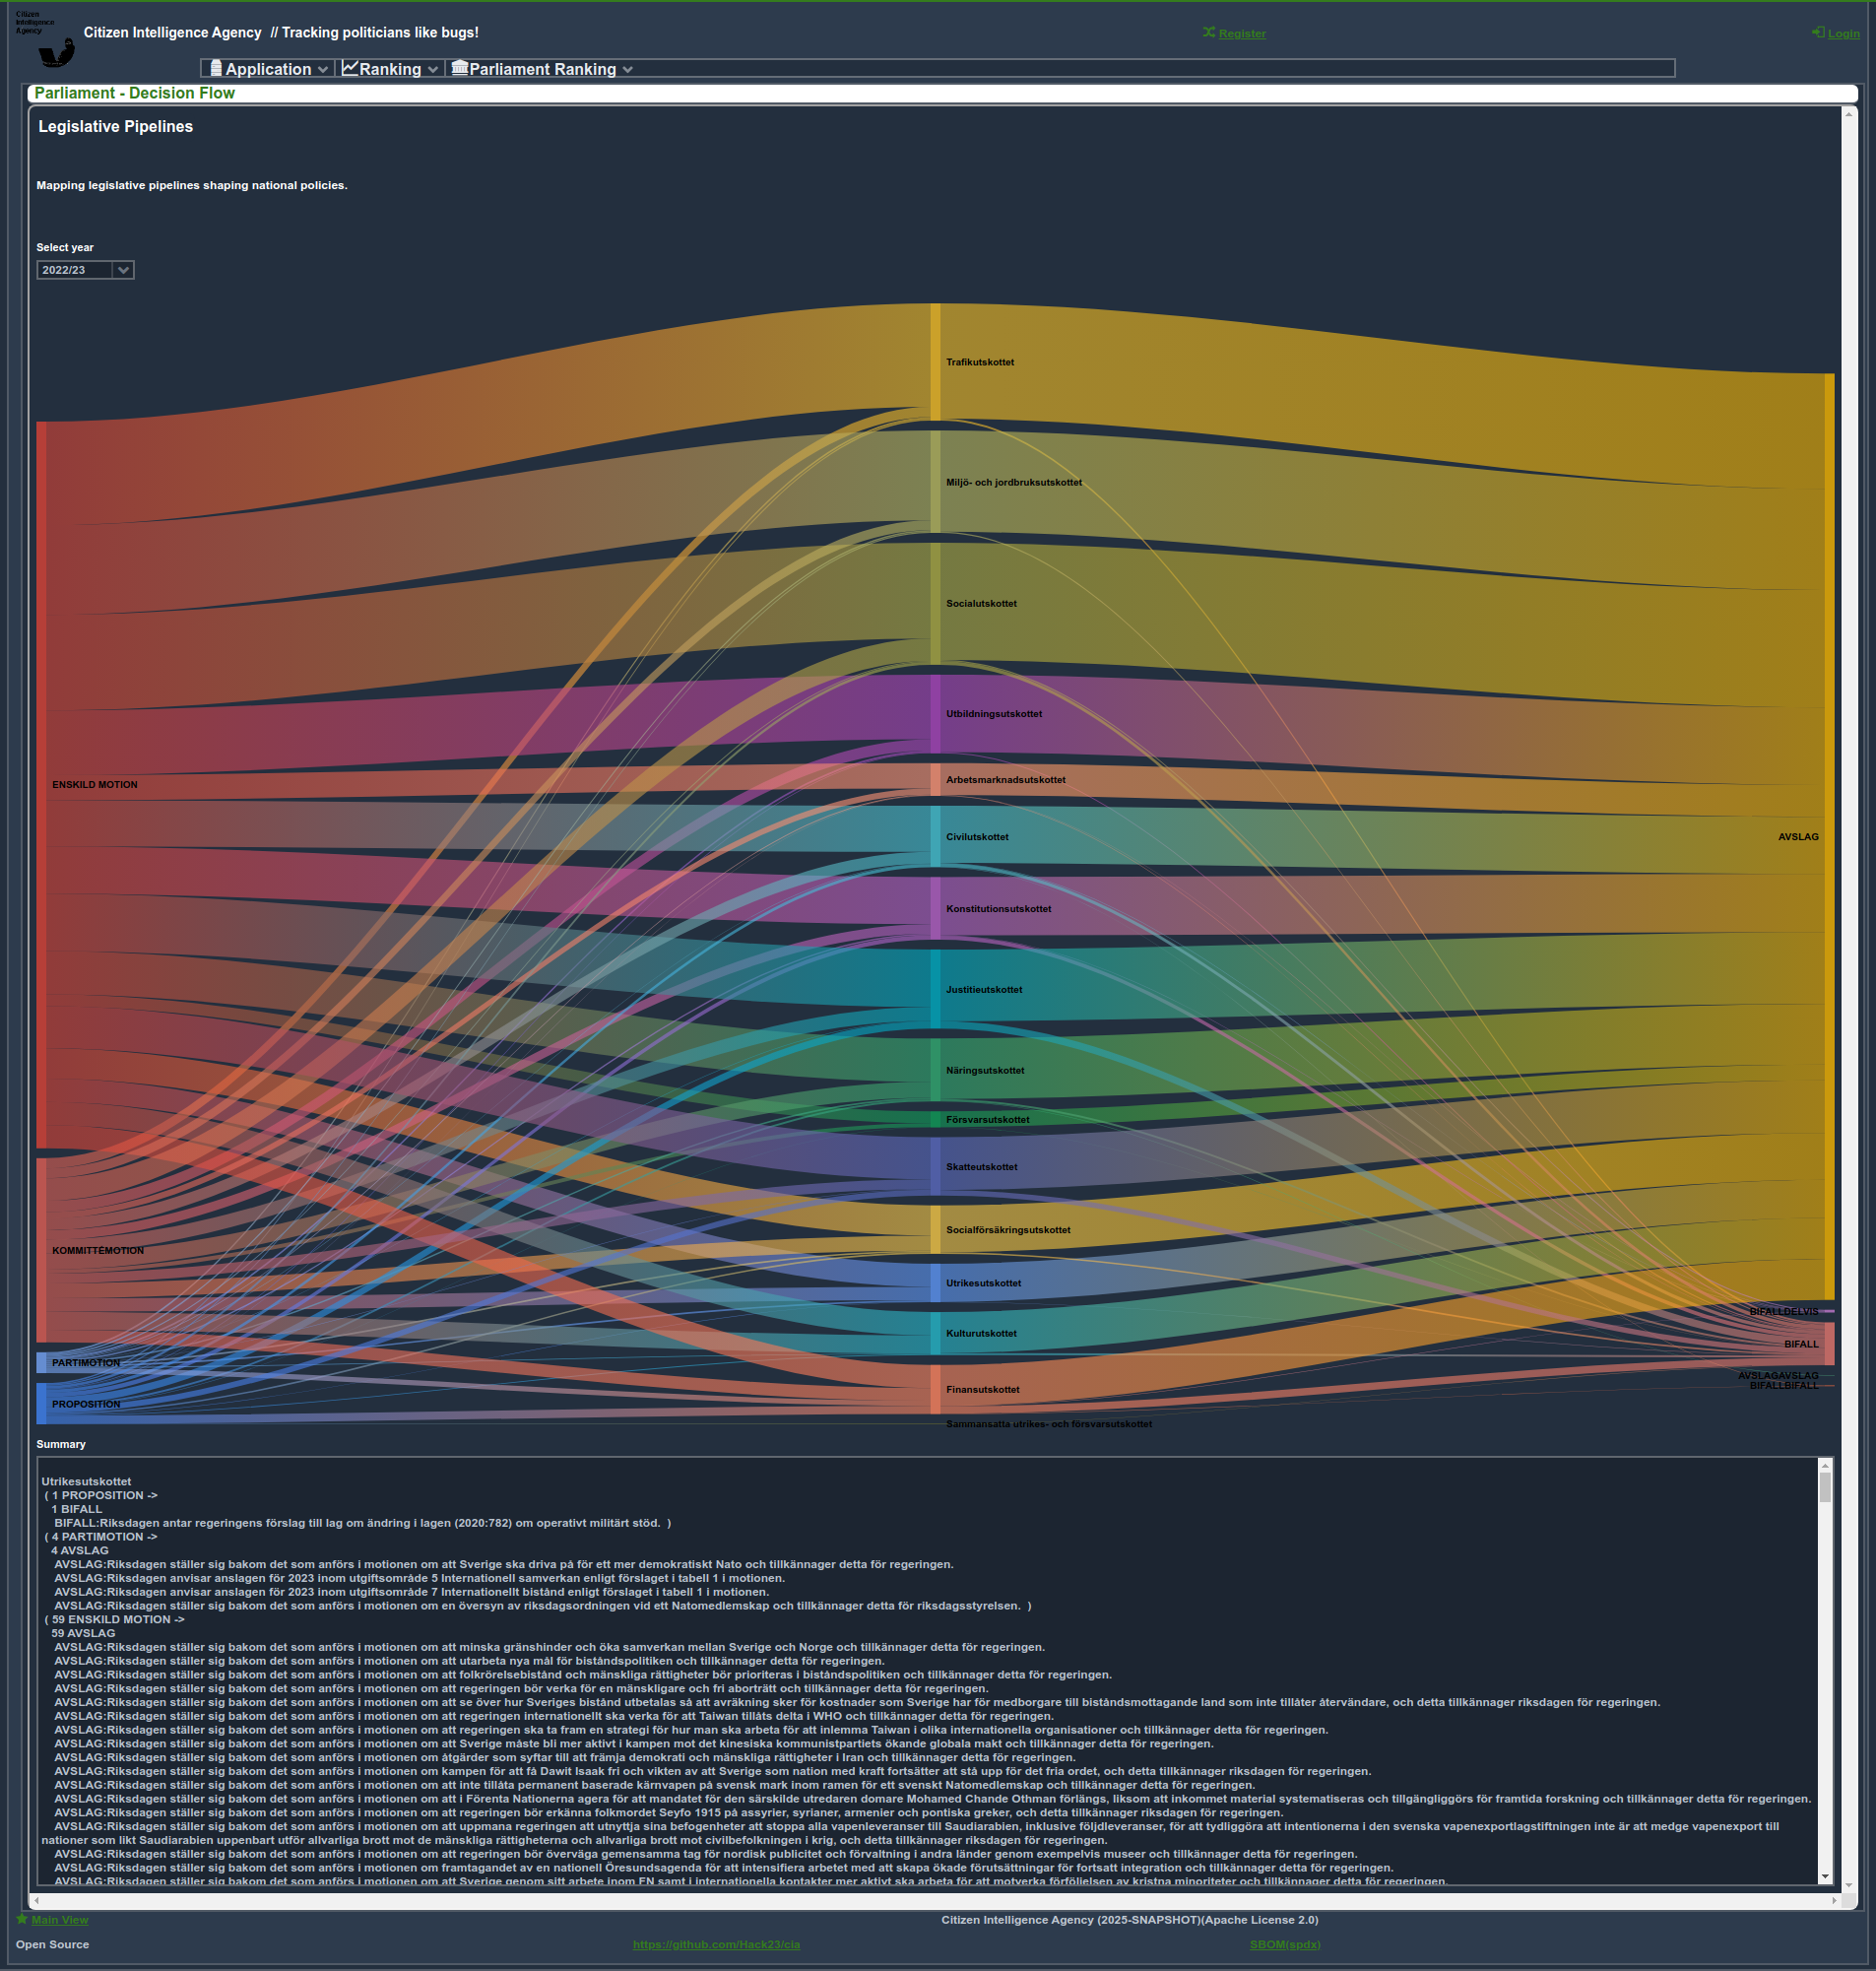 Citizen
Intelligence
Agency
Citizen Intelligence Agency // Tracking politicians like bugs!
Register
Login
Application
Ranking
Parliament Ranking
Parliament - Decision Flow
Legislative Pipelines
Mapping legislative pipelines shaping national policies.
Select year
2022/23
Trafikutskottet
Miljö- och jordbruksutskottet
Socialutskottet
Utbildningsutskottet
Arbetsmarknadsutskottet
ENSKILD MOTION
Civilutskottet
AVSLAG
Konstitutionsutskottet
Justitieutskottet
Näringsutskottet
Försvarsutskottet
Skatteutskottet
Socialförsäkringsutskottet
KOMMITTÉMOTION
Utrikesutskottet
BIFALLDELVIS
Kulturutskottet
BIFALL
PARTIMOTION
AVSLAGAVSLAG
BIFALLBIFALL
Finansutskottet
PROPOSITION
Sammansatta utrikes- och försvarsutskottet
Summary
Utrikesutskottet
( 1 PROPOSITION ->
1 BIFALL
BIFALL:Riksdagen antar regeringens förslag till lag om ändring i lagen (2020:782) om operativt militärt stöd. )
( 4 PARTIMOTION ->
4 AVSLAG
AVSLAG:Riksdagen ställer sig bakom det som anförs i motionen om att Sverige ska driva på för ett mer demokratiskt Nato och tillkännager detta för regeringen.
AVSLAG:Riksdagen anvisar anslagen för 2023 inom utgiftsområde 5 Internationell samverkan enligt förslaget i tabell 1 i motionen.
AVSLAG:Riksdagen anvisar anslagen för 2023 inom utgiftsområde 7 Internationellt bistånd enligt förslaget i tabell 1 i motionen.
AVSLAG:Riksdagen ställer sig bakom det som anförs i motionen om en översyn av riksdagsordningen vid ett Natomedlemskap och tillkännager detta för riksdagsstyrelsen. )
( 59 ENSKILD MOTION ->
59 AVSLAG
AVSLAG:Riksdagen ställer sig bakom det som anförs i motionen om att minska gränshinder och öka samverkan mellan Sverige och Norge och tillkännager detta för regeringen.
AVSLAG:Riksdagen ställer sig bakom det som anförs i motionen om att utarbeta nya mål för biståndspolitiken och tillkännager detta för regeringen.
AVSLAG:Riksdagen ställer sig bakom det som anförs i motionen om att folkrörelsebistånd och mänskliga rättigheter bör prioriteras i biståndspolitiken och tillkännager detta för regeringen.
AVSLAG:Riksdagen ställer sig bakom det som anförs i motionen om att regeringen bör verka för en mänskligare och fri aborträtt och tillkännager detta för regeringen.
AVSLAG:Riksdagen ställer sig bakom det som anförs i motionen om att se över hur Sveriges bistånd utbetalas så att avräkning sker för kostnader som Sverige har för medborgare till biståndsmottagande land som inte tillåter återvändare, och detta tillkännager riksdagen för regeringen.
AVSLAG:Riksdagen ställer sig bakom det som anförs i motionen om att regeringen internationellt ska verka för att Taiwan tillåts delta i WHO och tillkännager detta för regeringen.
AVSLAG:Riksdagen ställer sig bakom det som anförs i motionen om att regeringen ska ta fram en strategi för hur man ska arbeta för att inlemma Taiwan i olika internationella organisationer och tillkännager detta för regeringen.
AVSLAG:Riksdagen ställer sig bakom det som anförs i motionen om att Sverige måste bli mer aktivt i kampen mot det kinesiska kommunistpartiets ökande globala makt och tillkännager detta för regeringen.
AVSLAG:Riksdagen ställer sig bakom det som anförs i motionen om åtgärder som syftar till att främja demokrati och mänskliga rättigheter i Iran och tillkännager detta för regeringen.
AVSLAG:Riksdagen ställer sig bakom det som anförs i motionen om kampen för att få Dawit Isaak fri och vikten av att Sverige som nation med kraft fortsätter att stå upp för det fria ordet, och detta tillkännager riksdagen för regeringen.
AVSLAG:Riksdagen ställer sig bakom det som anförs i motionen om att inte tillåta permanent baserade kärnvapen på svensk mark inom ramen för ett svenskt Natomedlemskap och tillkännager detta för regeringen.
AVSLAG:Riksdagen ställer sig bakom det som anförs i motionen om att i Förenta Nationerna agera för att mandatet för den särskilde utredaren domare Mohamed Chande Othman förlängs, liksom att inkommet material systematiseras och tillgängliggörs för framtida forskning och tillkännager detta för regeringen.
AVSLAG:Riksdagen ställer sig bakom det som anförs i motionen om att regeringen bör erkänna folkmordet Seyfo 1915 på assyrier, syrianer, armenier och pontiska greker, och detta tillkännager riksdagen för regeringen.
AVSLAG:Riksdagen ställer sig bakom det som anförs i motionen om att uppmana regeringen att utnyttja sina befogenheter att stoppa alla vapenleveranser till Saudiarabien, inklusive följdleveranser, för att tydliggöra att intentionerna i den svenska vapenexportlagstiftningen inte är att medge vapenexport till
nationer som likt Saudiarabien uppenbart utför allvarliga brott mot de mänskliga rättigheterna och allvarliga brott mot civilbefolkningen i krig, och detta tillkännager riksdagen för regeringen.
AVSLAG:Riksdagen ställer sig bakom det som anförs i motionen om att regeringen bör överväga gemensamma tag för nordisk publicitet och förvaltning i andra länder genom exempelvis museer och tillkännager detta för regeringen.
AVSLAG:Riksdagen ställer sig bakom det som anförs i motionen om framtagandet av en nationell Öresundsagenda för att intensifiera arbetet med att skapa ökade förutsättningar för fortsatt integration och tillkännager detta för regeringen.
AVSLAG:Riksdagen ställer sig bakom det som anförs i motionen om att Sverige genom sitt arbete inom FN samt i internationella kontakter mer aktivt ska arbeta för att motverka förföljelsen av kristna minoriteter och tillkännager detta för regeringen.
Main View
Citizen Intelligence Agency (2025-SNAPSHOT)(Apache License 2.0)
Open Source
https://github.com/Hack23/cia
SBOM(spdx)